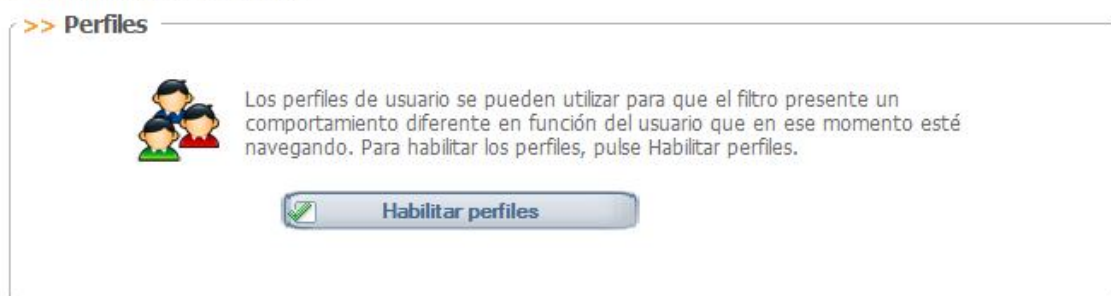 >> Perfiles
Los perfiles de usuario se pueden utilizar para que el filtro presente un
comportamiento diferente en función del usuario que en ese momento esté
navegando. Para habilitar los perfiles, pulse Habilitar perfiles.
Habilitar perfiles